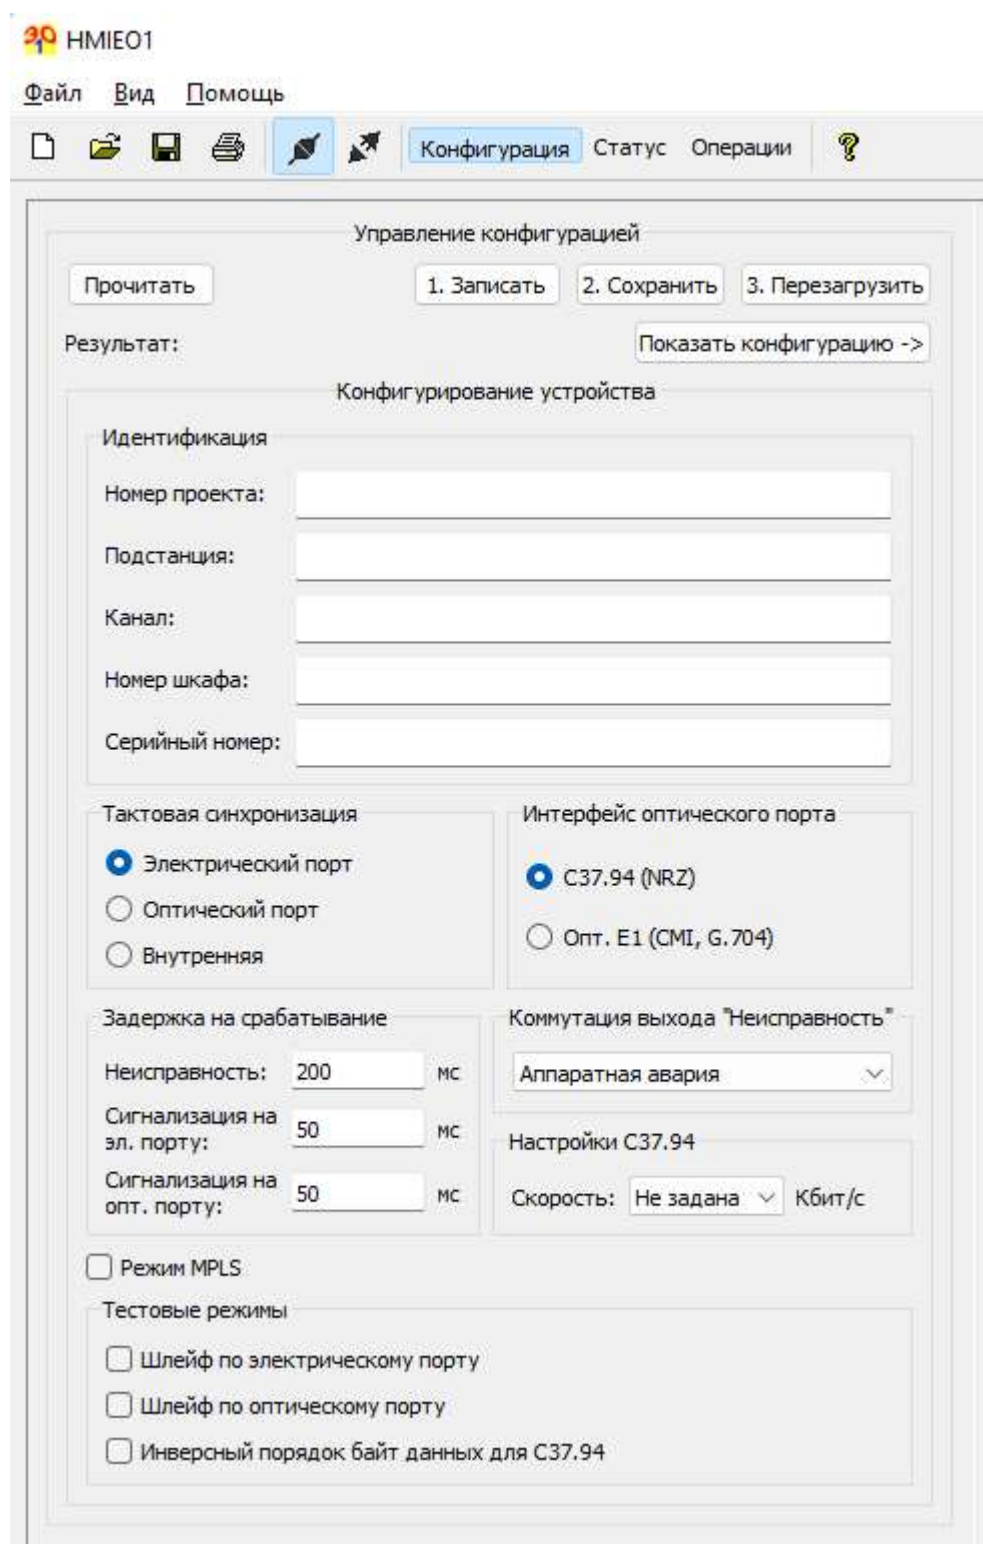 HMIEO1
Файл Вид Помощь
Конфигурация Статус Операции
Управление конфигурацией
Прочитать 1. Записать 2. Сохранить 3. Перезагрузить
Результат: Показать конфигурацию ->
Конфигурирование устройства
Идентификация
Номер проекта:
Подстанция:
Канал:
Номер шкафа:
Серийный номер:
Тактовая синхронизация Интерфейс оптического порта
Электрический порт
C37.94 (NRZ)
Оптический порт
Опт. E1 (CMI, G.704)
Внутренняя
Задержка на срабатывание Коммутация выхода "Неисправность"
Неисправность: 200 мс Аппаратная авария
Сигнализация на
эл. порту: 50 мс
Настройки C37.94
Сигнализация на
опт. порту: 50 мс
Скорость: Не задана Кбит/с
Режим MPLS
Тестовые режимы
Шлейф по электрическому порту
Шлейф по оптическому порту
Инверсный порядок байт данных для C37.94